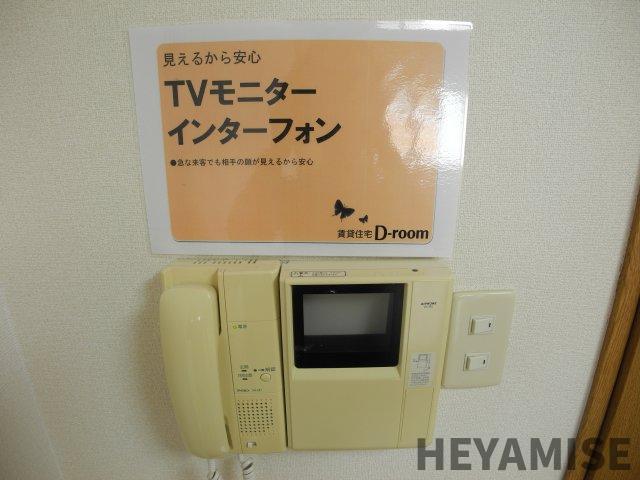 見えるから安心
TVモニター
インターフォン
●急な来客でも相手の顔が見えるから安心
賃貸住宅 D-room
AIPHONE
HEYAMISE